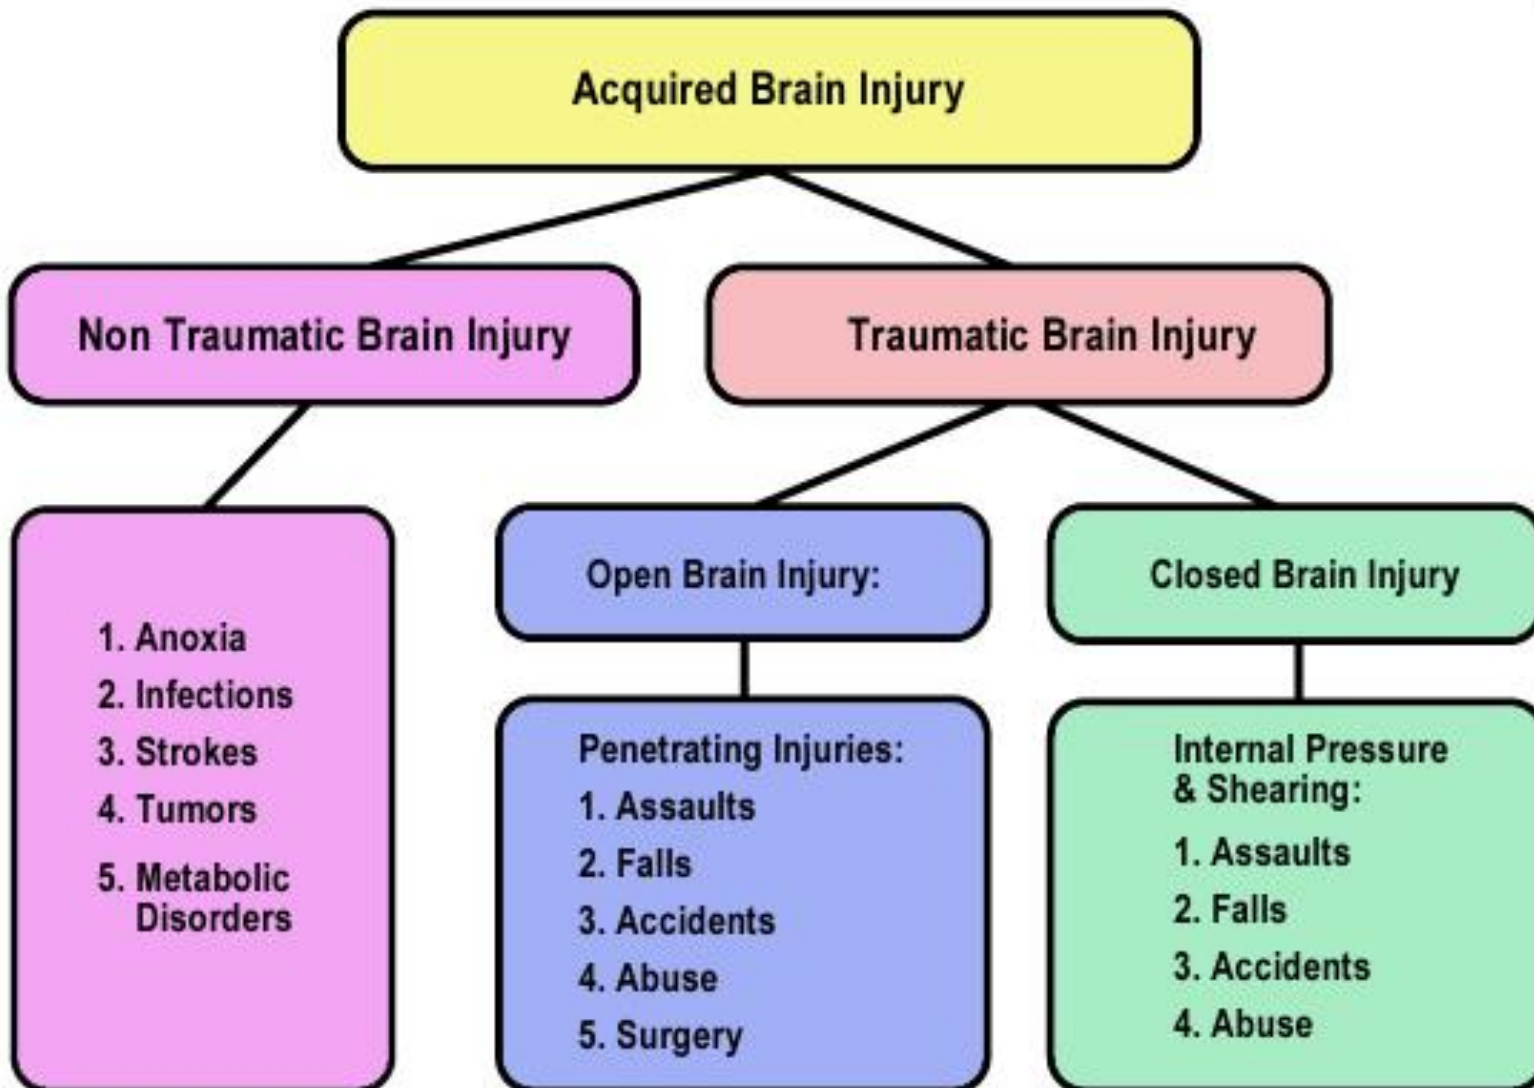 Acquired Brain Injury
Non Traumatic Brain Injury
Traumatic Brain Injury
1. Anoxia
2. Infections
3. Strokes
4. Tumors
5. Metabolic
Disorders
Open Brain Injury:
Penetrating Injuries:
1. Assaults
2. Falls
3. Accidents
4. Abuse
5. Surgery
Closed Brain Injury
Internal Pressure
& Shearing:
1. Assaults
2. Falls
3. Accidents
4. Abuse